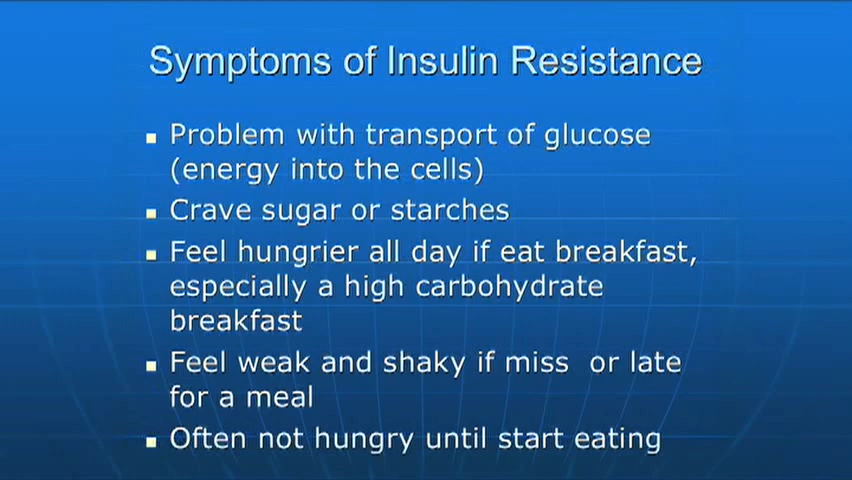 Symptoms of Insulin Resistance
Problem with transport of glucose
(energy into the cells)
Crave sugar or starches
Feel hungrier all day if eat breakfast,
especially a high carbohydrate
breakfast
Feel weak and shaky if miss  or late
for a meal
Often not hungry until start eating